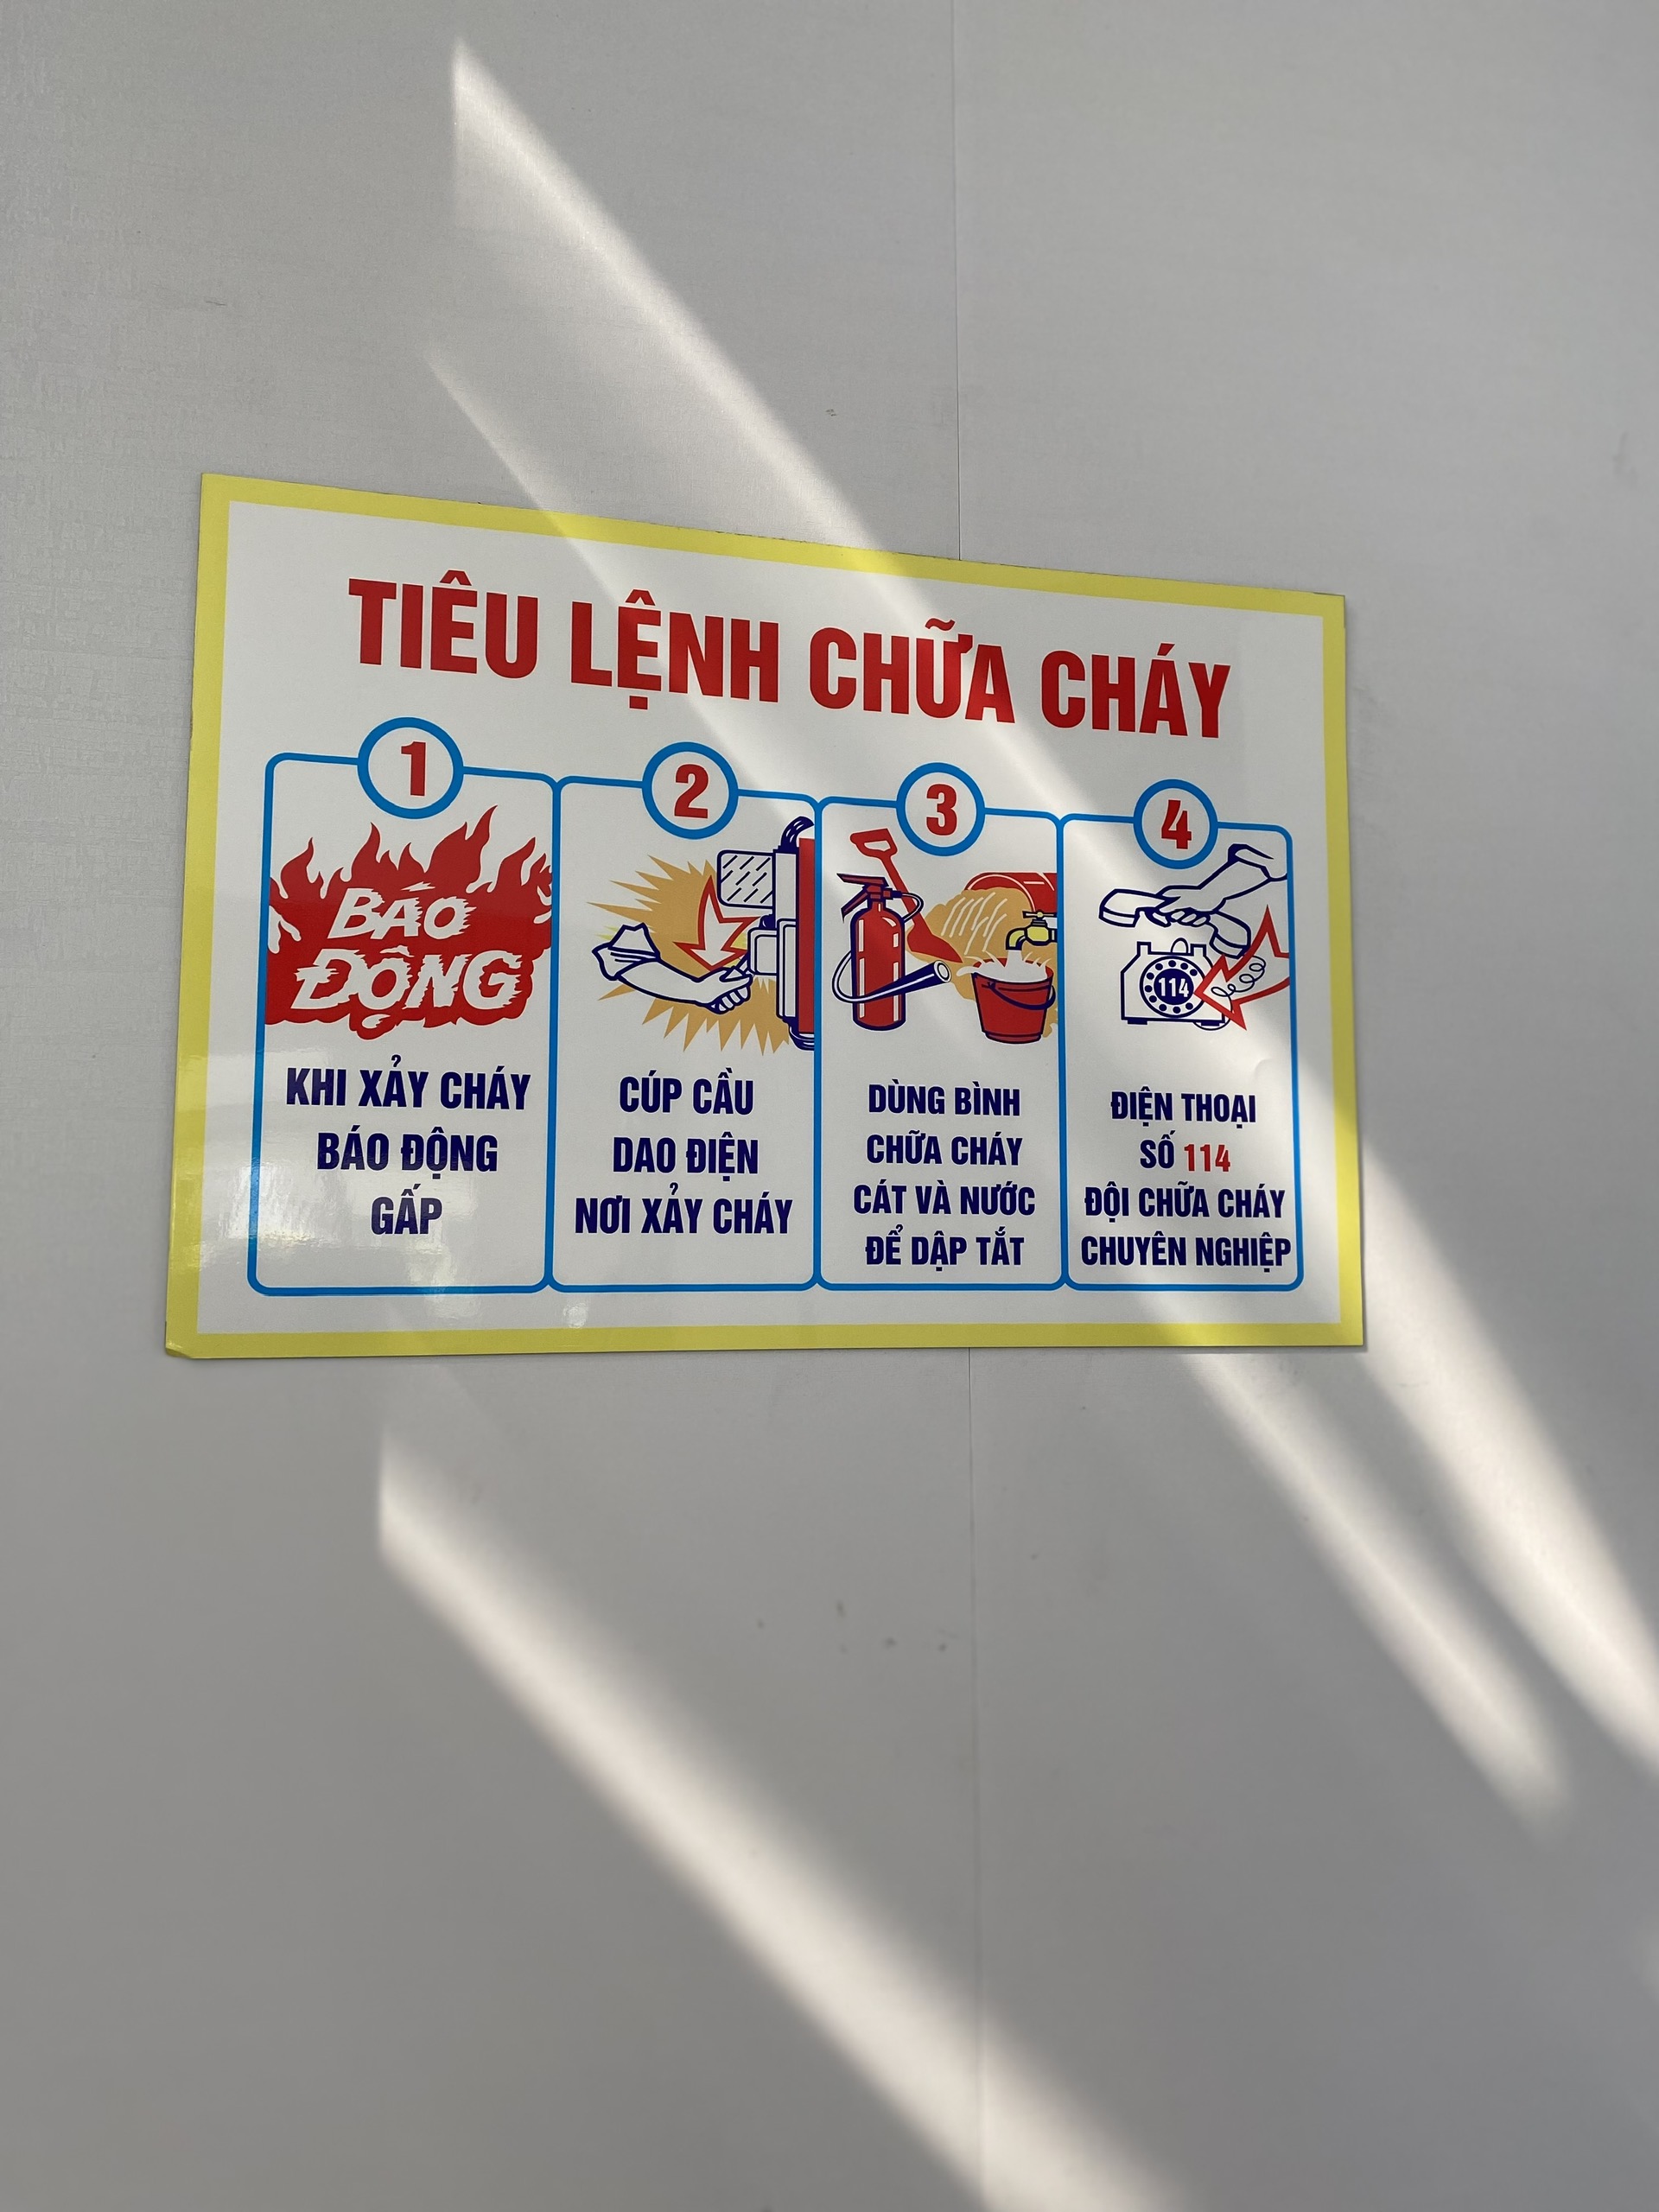 TIÊU LỆNH CHỮA CHÁY
1
BÁO
ĐỘNG
KHI XẢY CHÁY
BÁO ĐỘNG
GẤP
2
CÚP CẦU
DAO ĐIỆN
NƠI XẢY CHÁY
3
DÙNG BÌNH
CHỮA CHÁY
CÁT VÀ NƯỚC
ĐỂ DẬP TẮT
4
114
ĐIỆN THOẠI
SỐ 114
ĐỘI CHỮA CHÁY
CHUYÊN NGHIỆP